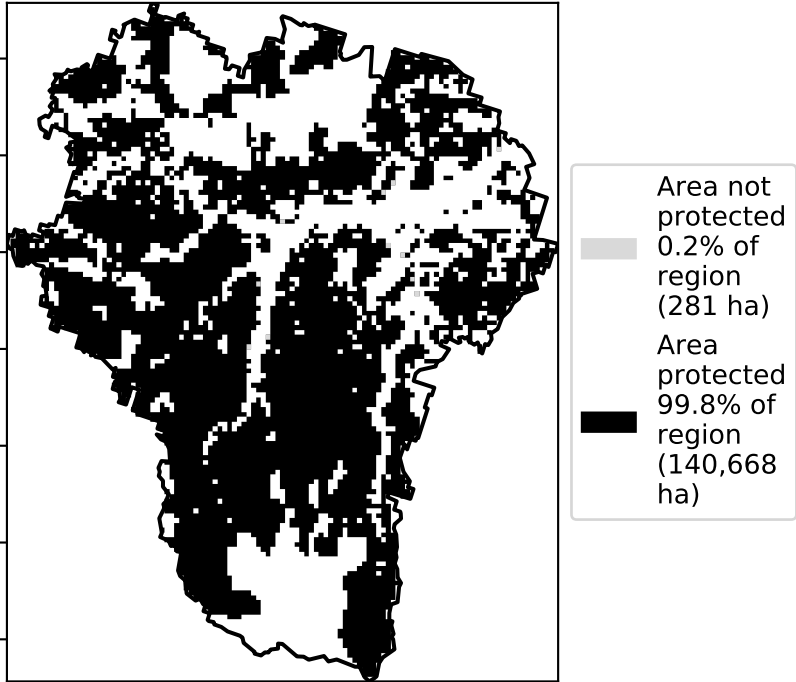 Area not
protected
0.2% of
region
(281 ha)
Area
protected
99.8% of
region
(140,668
ha)